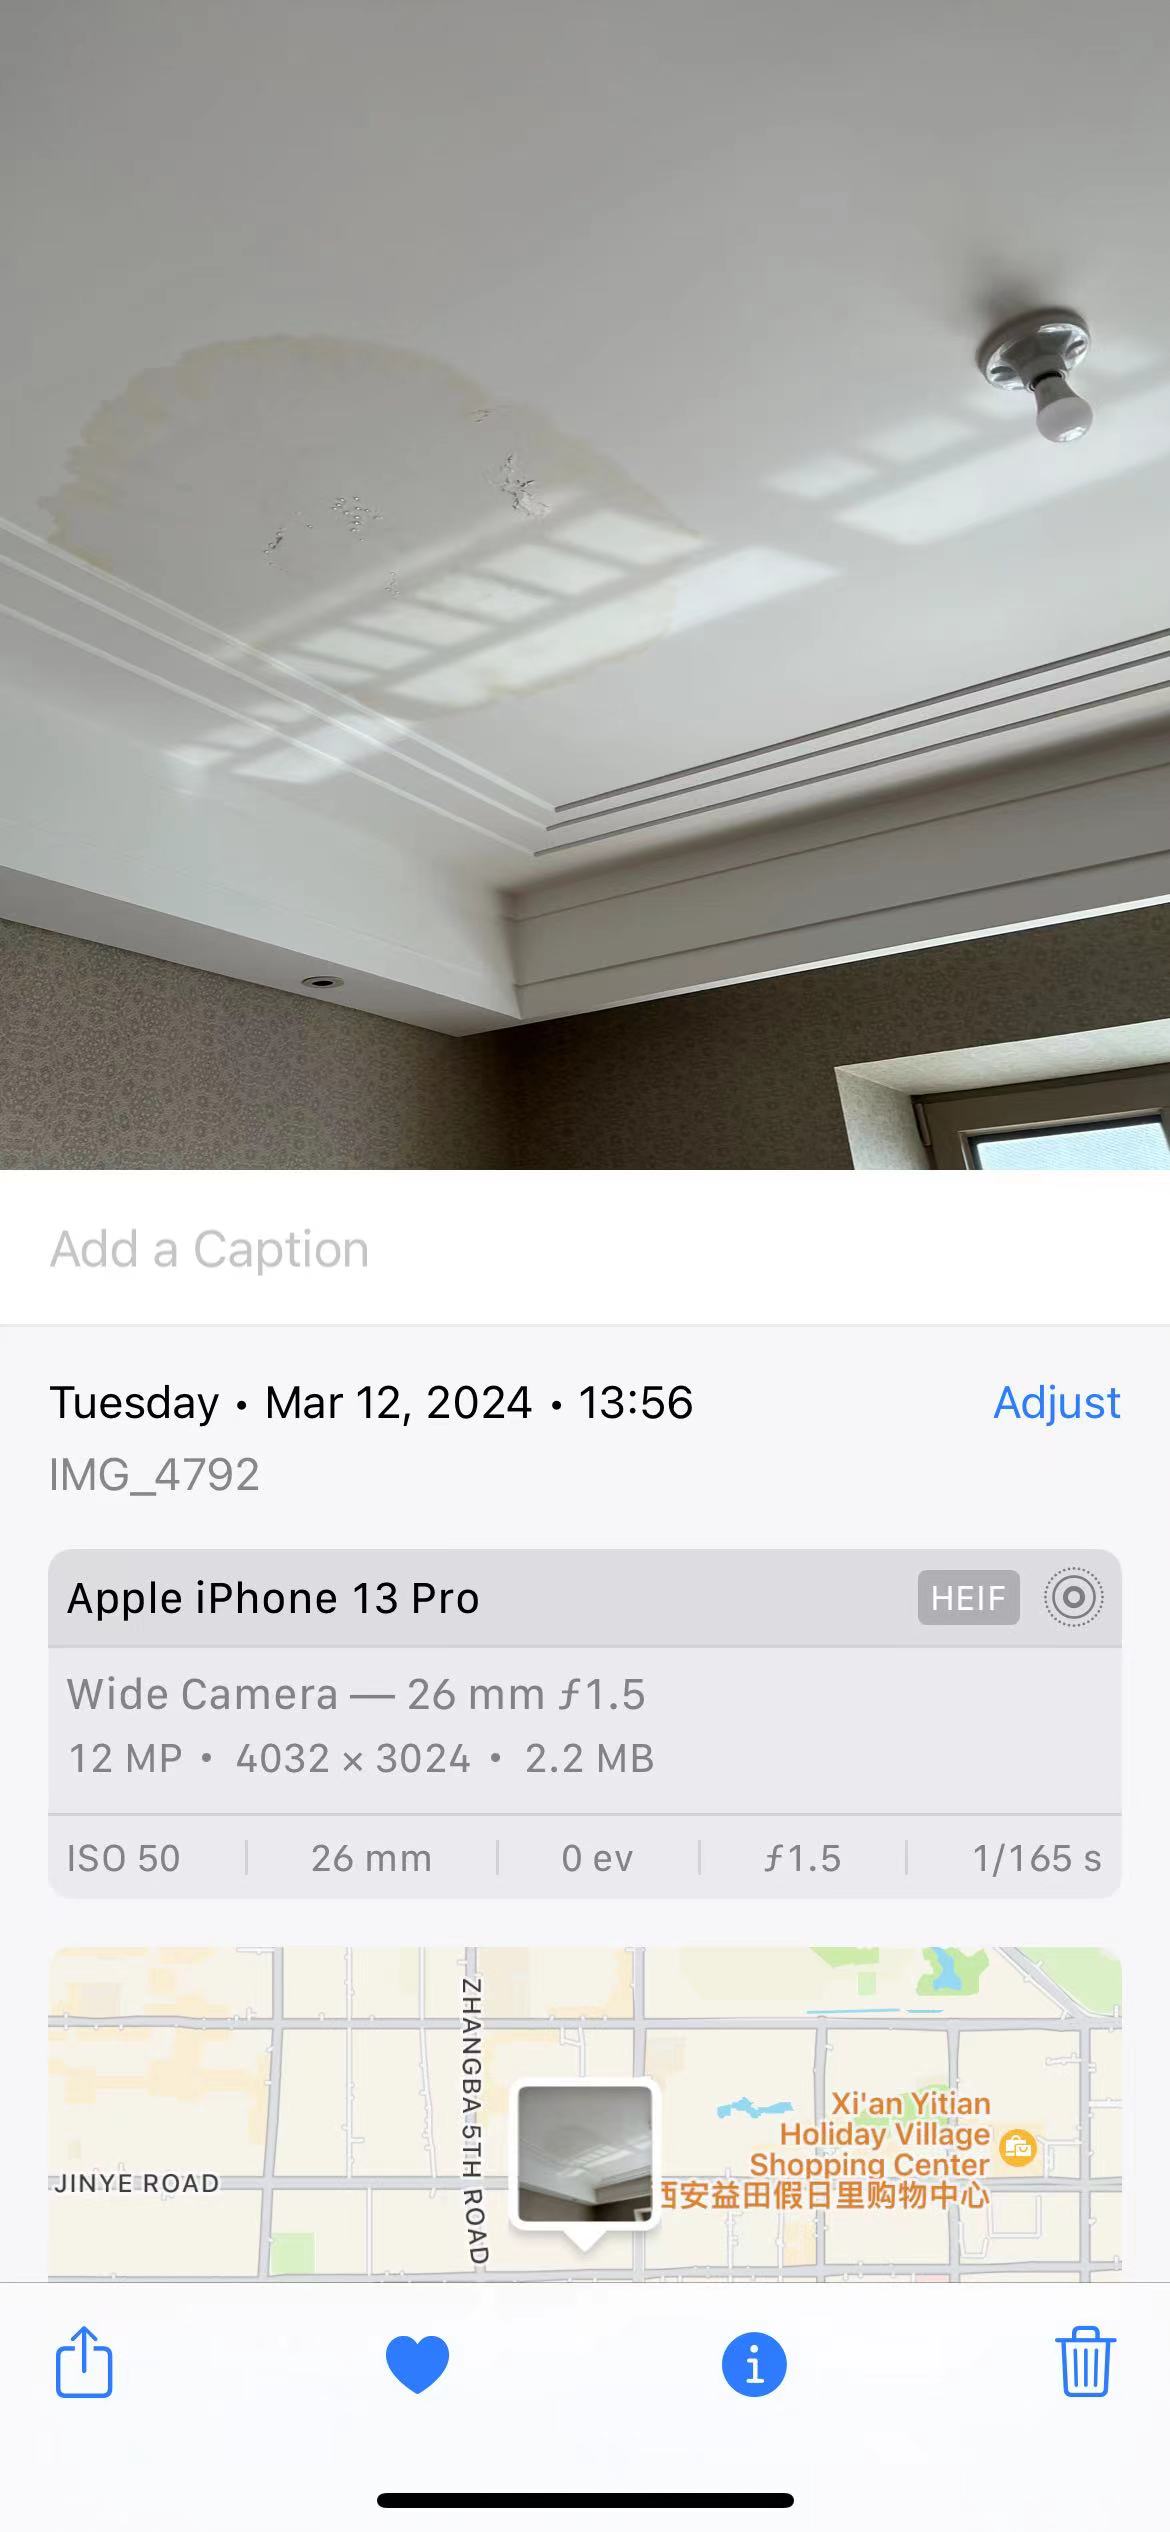 Add a Caption
Tuesday • Mar 12, 2024 • 13:56
Adjust
IMG_4792
Apple iPhone 13 Pro
HEIF
Wide Camera — 26 mm ƒ1.5
12 MP • 4032 × 3024 • 2.2 MB
ISO 50
26 mm
0 ev
ƒ1.5
1/165 s
ZHANGBA 5TH ROAD
JINYE ROAD
Xi'an Yitian
Holiday Village
Shopping Center
西安益田假日里购物中心